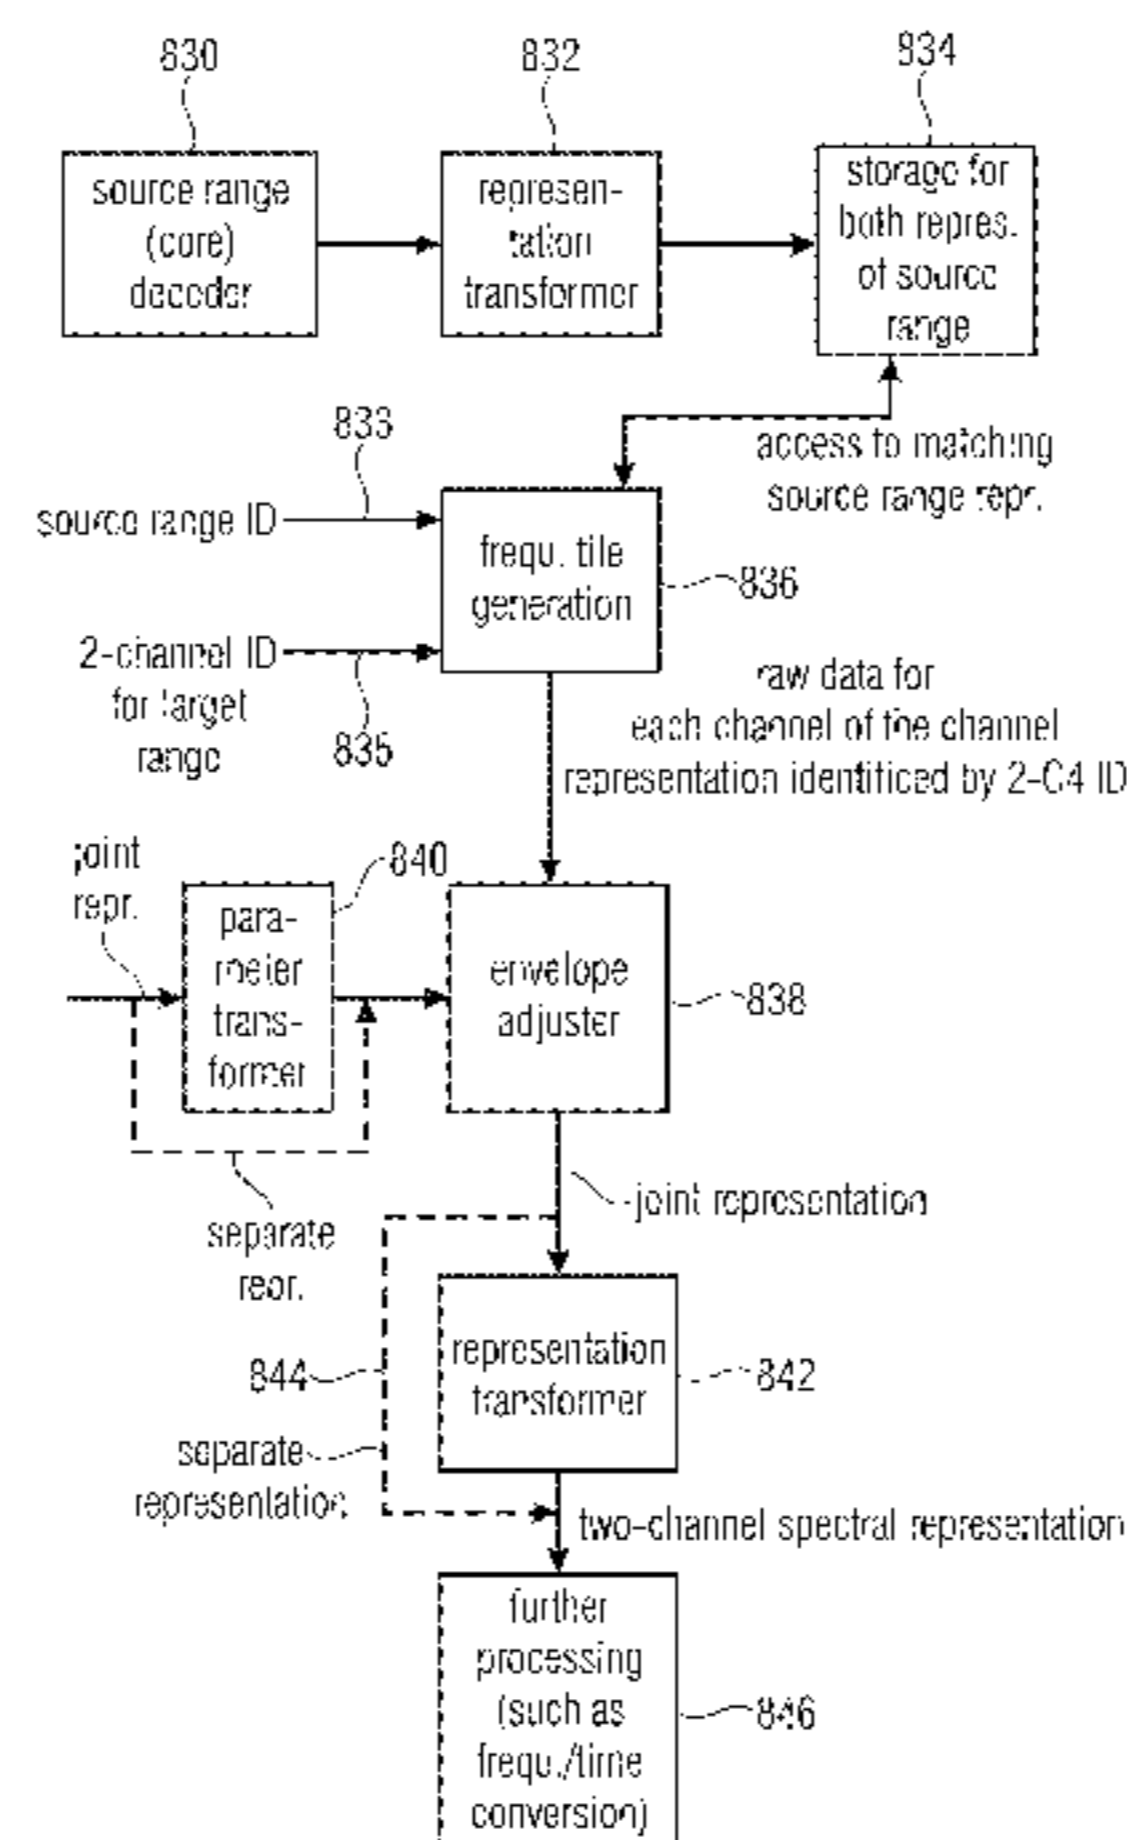 830
832
834
source range
(core)
decoder
represen-
tation
transformer
storage for
both repres.
of source
range
833
access to matching
source range repr.
source range ID
frequ. tile
generation
836
2-channel ID
for target
range
835
raw data for
each channel of the channel
representation identificed by 2-C4 ID
joint
repr.
840
para-
meier
trans-
former
envelope
adjuster
838
joint representation
separate
repr.
844
representation
transformer
842
separate
representation
two-channel spectral representation
further
processing
(such as
frequ./time
conversion)
846